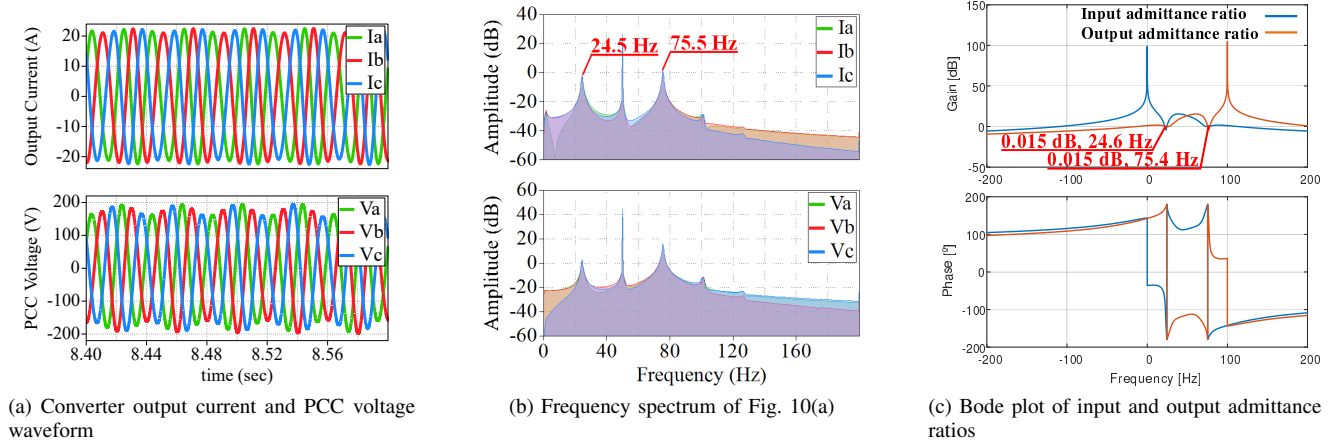 Output Current (A)
20
10
0
-10
-20
Ia
Ib
Ic
PCC Voltage (V)
200
100
0
-100
-200
Va
Vb
Vc
8.40 8.44 8.48 8.52 8.56
time (sec)
(a) Converter output current and PCC voltage
waveform
Amplitude (dB)
40
20
0
-20
-40
-60
24.5 Hz
75.5 Hz
Ia
Ib
Ic
Amplitude (dB)
60
40
20
0
-20
-40
-60
Va
Vb
Vc
0 40 80 120 160
Frequency (Hz)
(b) Frequency spectrum of Fig. 10(a)
Gain [dB]
150
100
50
0
-50
Input admittance ratio
Output admittance ratio
0.015 dB, 24.6 Hz
0.015 dB, 75.4 Hz
-200 -100 0 100 200
Phase [º]
200
100
0
-100
-200
-200 -100 0 100 200
Frequency [Hz]
(c) Bode plot of input and output admittance
ratios